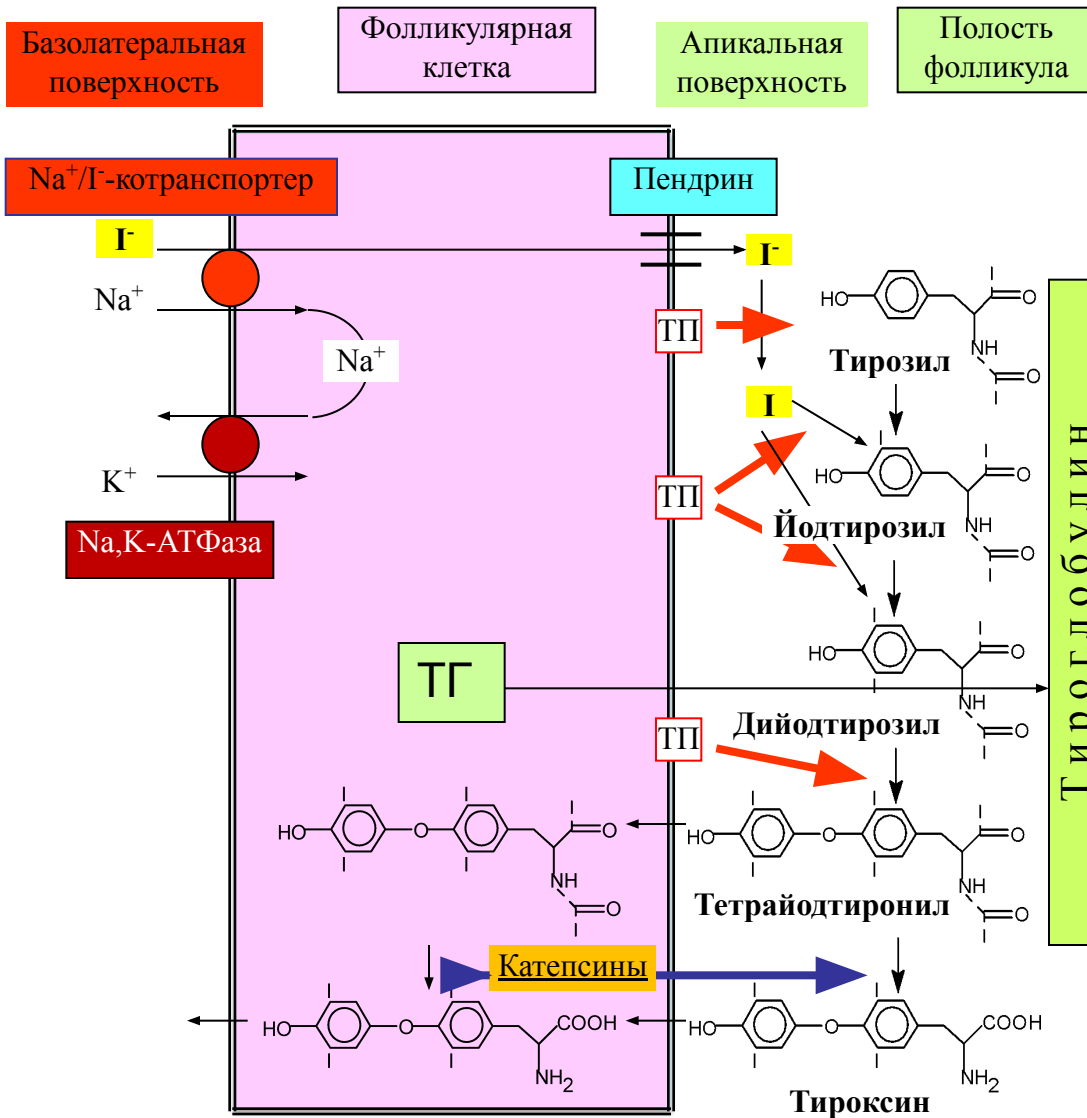 Базолатеральная
поверхность
Фолликулярная
клетка
Апикальная
поверхность
Полость
фолликула
Na⁺/I⁻-котранспортер
Пендрин
I⁻
I⁻
Na⁺
Na⁺
K⁺
Na,K-АТФаза
ТП
HO
O
NH
O
Тирозил
I
I
HO
O
NH
O
ТП
Йодтирозил
I
HO
O
I
NH
O
ТГ
Дийодтирозил
ТП
Тироглобулин
I
I
HO
O
O
I
I
NH
O
I
I
HO
O
O
I
I
NH
O
Тетрайодтиронил
Катепсины
I
I
HO
O
COOH
I
I
NH₂
I
I
HO
O
COOH
I
I
NH₂
Тироксин